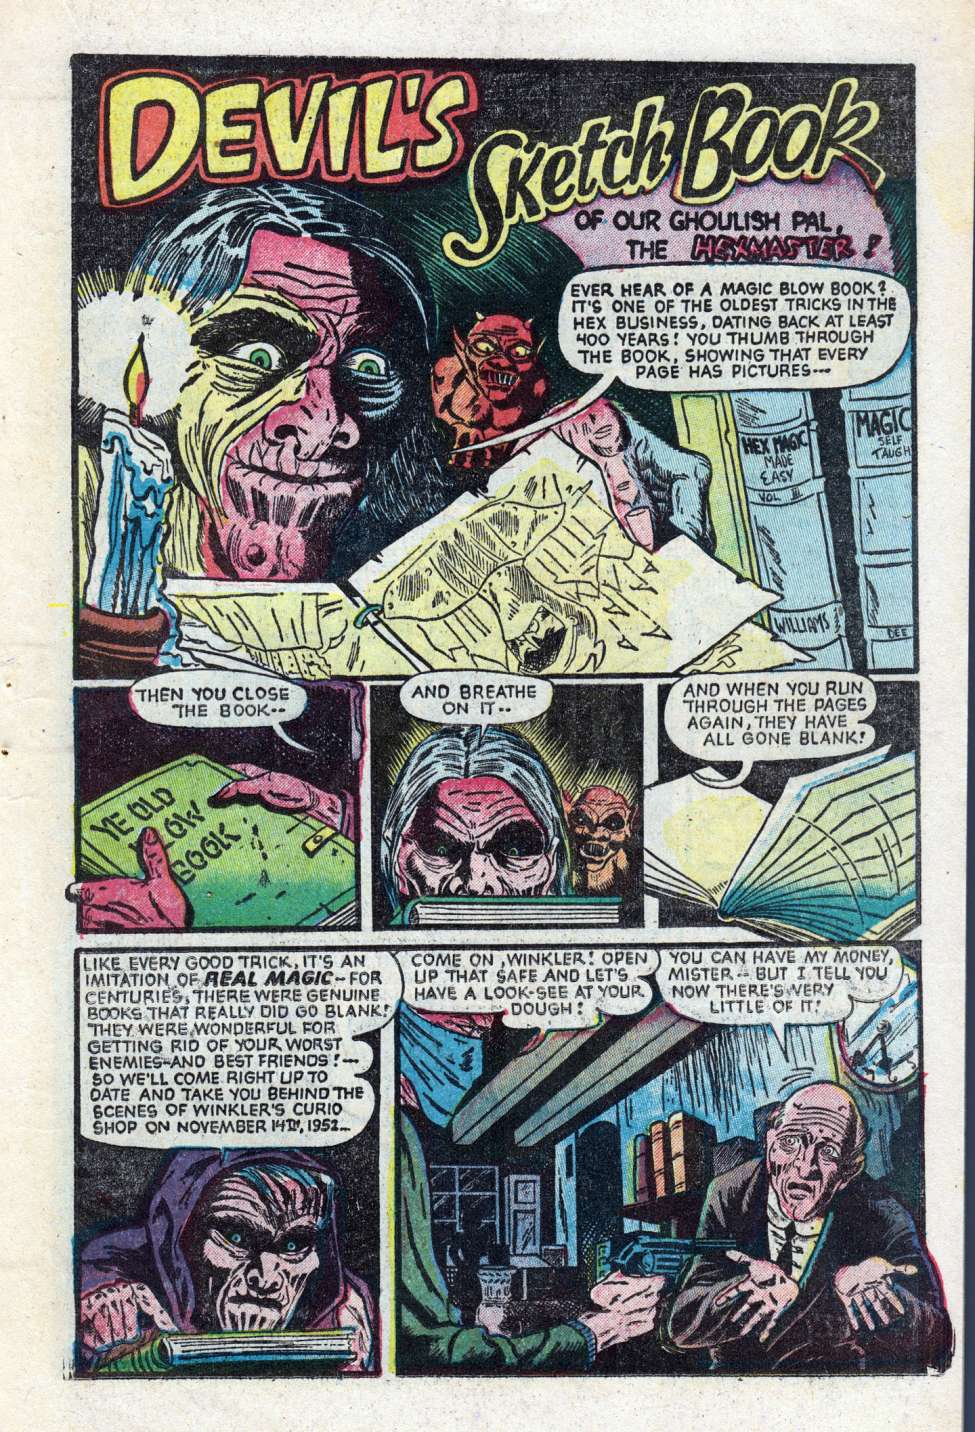 DEVIL'S
SKetch BooK
OF OUR GHOULISH PAL,
THE HEXMASTER!
EVER HEAR OF A MAGIC BLOW BOOK?
IT'S ONE OF THE OLDEST TRICKS IN THE
HEX BUSINESS, DATING BACK AT LEAST
400 YEARS! YOU THUMB THROUGH
THE BOOK, SHOWING THAT EVERY
PAGE HAS PICTURES---
HEX MAGIC
MADE
EASY
VOL III
WILLIAMS
MAGIC
SELF
TAUGH
DEE
THEN YOU CLOSE
THE BOOK--
YE OLD
LOW
BOOK
AND BREATHE
ON IT--
AND WHEN YOU RUN
THROUGH THE PAGES
AGAIN, THEY HAVE
ALL GONE BLANK!
LIKE EVERY GOOD TRICK, IT'S AN
IMITATION OF REAL MAGIC--FOR
CENTURIES, THERE WERE GENUINE
BOOKS THAT REALLY DID GO BLANK!
THEY WERE WONDERFUL FOR
GETTING RID OF YOUR WORST
ENEMIES--AND BEST FRIENDS!--
SO WE'LL COME RIGHT UP TO
DATE AND TAKE YOU BEHIND THE
SCENES OF WINKLER'S CURIO
SHOP ON NOVEMBER 14TH, 1952---
COME ON, WINKLER! OPEN
UP THAT SAFE AND LET'S
HAVE A LOOK-SEE AT YOUR
DOUGH!
YOU CAN HAVE MY MONEY,
MISTER-- BUT I TELL YOU
NOW THERE'S VERY
LITTLE OF IT!